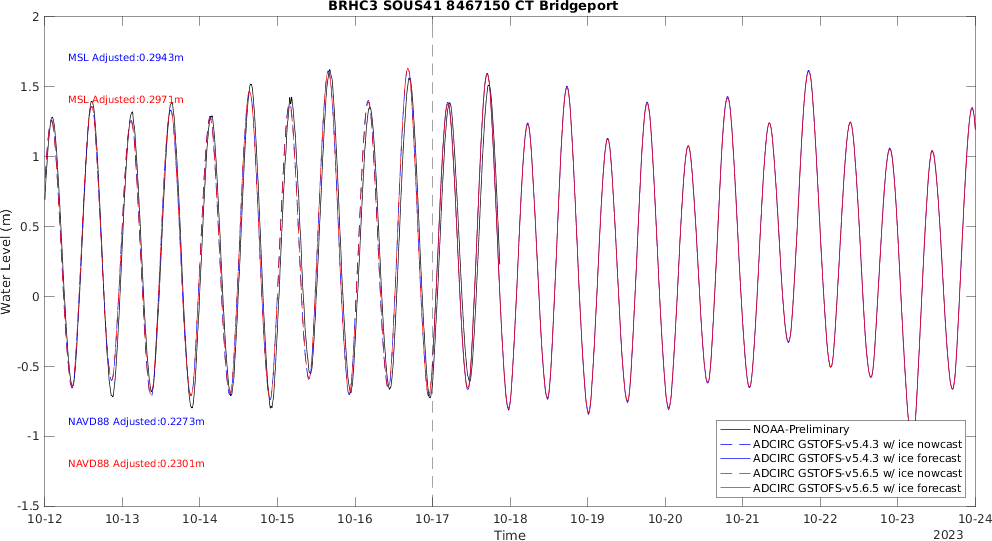 BRHC3 SOUS41 8467150 CT Bridgeport
2
1.5
1
0.5
0
-0.5
-1
-1.5
Water Level (m)
MSL Adjusted:0.2943m
MSL Adjusted:0.2971m
NAVD88 Adjusted:0.2273m
NAVD88 Adjusted:0.2301m
NOAA-Preliminary
ADCIRC GSTOFS-v5.4.3 w/ ice nowcast
ADCIRC GSTOFS-v5.4.3 w/ ice forecast
ADCIRC GSTOFS-v5.6.5 w/ ice nowcast
ADCIRC GSTOFS-v5.6.5 w/ ice forecast
10-12 10-13 10-14 10-15 10-16 10-17 10-18 10-19 10-20 10-21 10-22 10-23 10-24
Time
2023